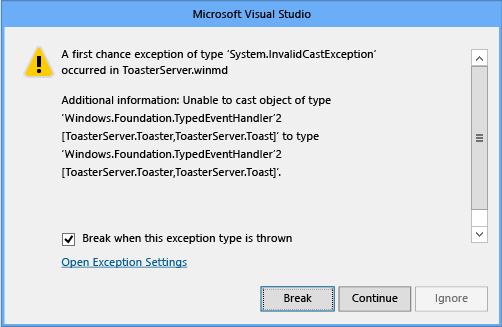 Microsoft Visual Studio
A first chance exception of type 'System.InvalidCastException'
occurred in ToasterServer.winmd
Additional information: Unable to cast object of type
'Windows.Foundation.TypedEventHandler'2
[ToasterServer.Toaster,ToasterServer.Toast]' to type
'Windows.Foundation.TypedEventHandler'2
[ToasterServer.Toaster,ToasterServer.Toast]'.
Break when this exception type is thrown
Open Exception Settings
Break Continue Ignore